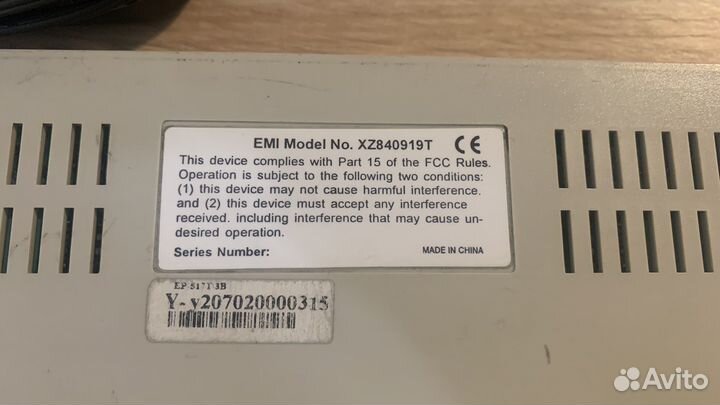 EMI Model No. XZ840919T CE
This device complies with Part 15 of the FCC Rules.
Operation is subject to the following two conditions:
(1) this device may not cause harmful interference.
and (2) this device must accept any interference
received. including interference that may cause un-
desired operation.
Series Number:
MADE IN CHINA
EP
Y-y207020000315
Avito